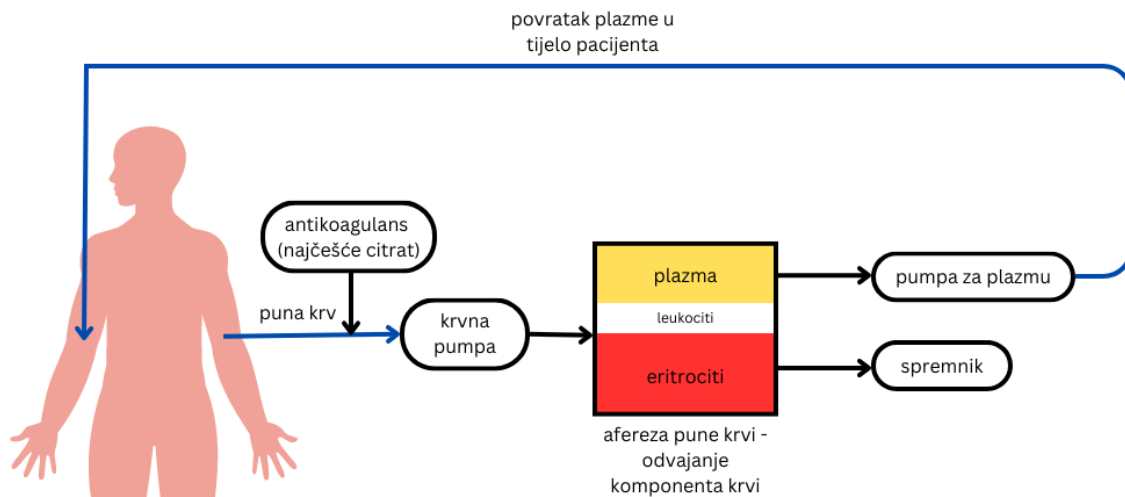 povratak plazme u
tijelo pacijenta
antikoagulans
(najčešće citrat)
puna krv
krvna
pumpa
plazma
leukociti
eritrociti
pumpa za plazmu
spremnik
afereza pune krvi -
odvajanje
komponenta krvi